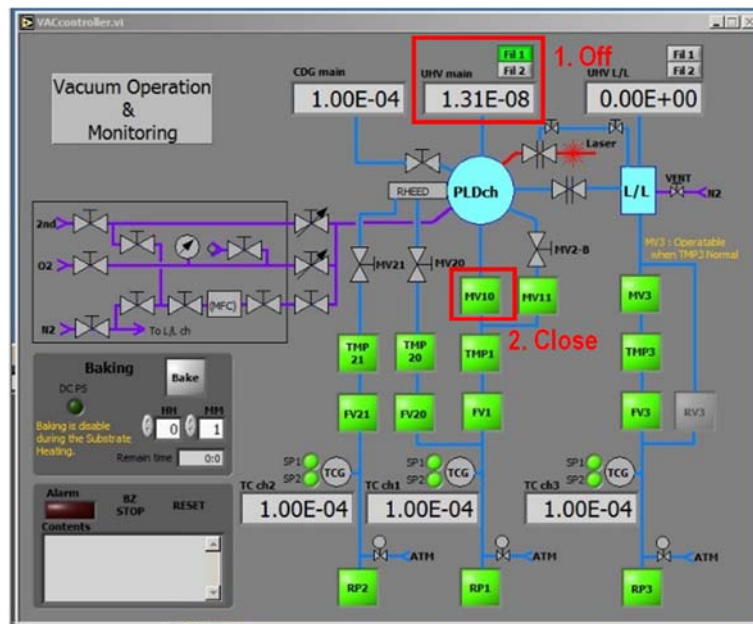 VACcontroller.vi
Vacuum Operation
&
Monitoring
CDG main
1.00E-04
UHV main
Fil 1
Fil 2
1.31E-08
1. Off
UHV L/L
Fil 1
Fil 2
0.00E+00
Laser
RHEED
PLDch
L/L
VENT
N2
2nd
O2
N2
(MFC)
To L/L ch
MV21
MV20
MV2-B
MV3 : Operatable
when TMP3 Normal
MV10
MV11
MV3
2. Close
TMP
21
TMP
20
TMP1
TMP3
FV21
FV20
FV1
FV3
RV3
Baking
DC PS
Bake
Baking is disable
during the Substrate
Heating.
HH
MM
0
1
Remain time
0:0
SP1
SP2
TCG
TC ch2
1.00E-04
SP1
SP2
TCG
TC ch1
1.00E-04
SP1
SP2
TCG
TC ch3
1.00E-04
Alarm
BZ
STOP
RESET
Contents
ATM
ATM
ATM
RP2
RP1
RP3